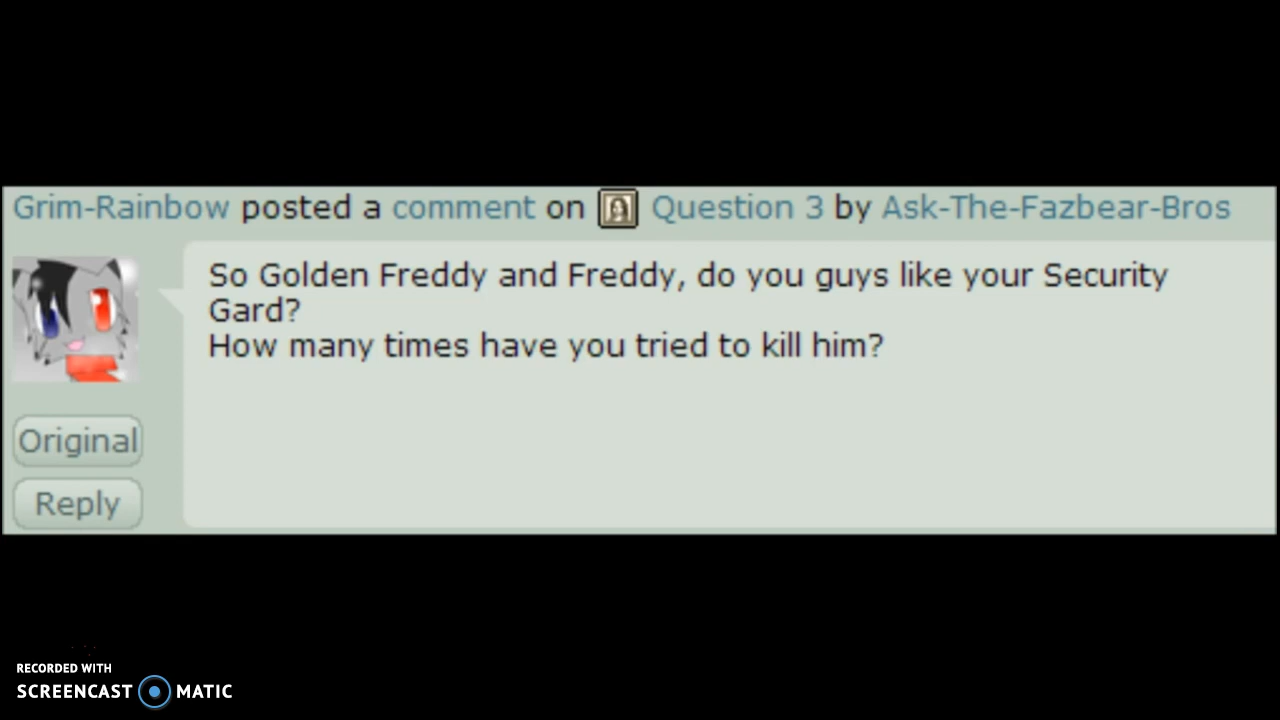 Grim-Rainbow posted a comment on Question 3 by Ask-The-Fazbear-Bros
So Golden Freddy and Freddy, do you guys like your Security
Gard?
How many times have you tried to kill him?
Original
Reply
RECORDED WITH
SCREENCAST MATIC